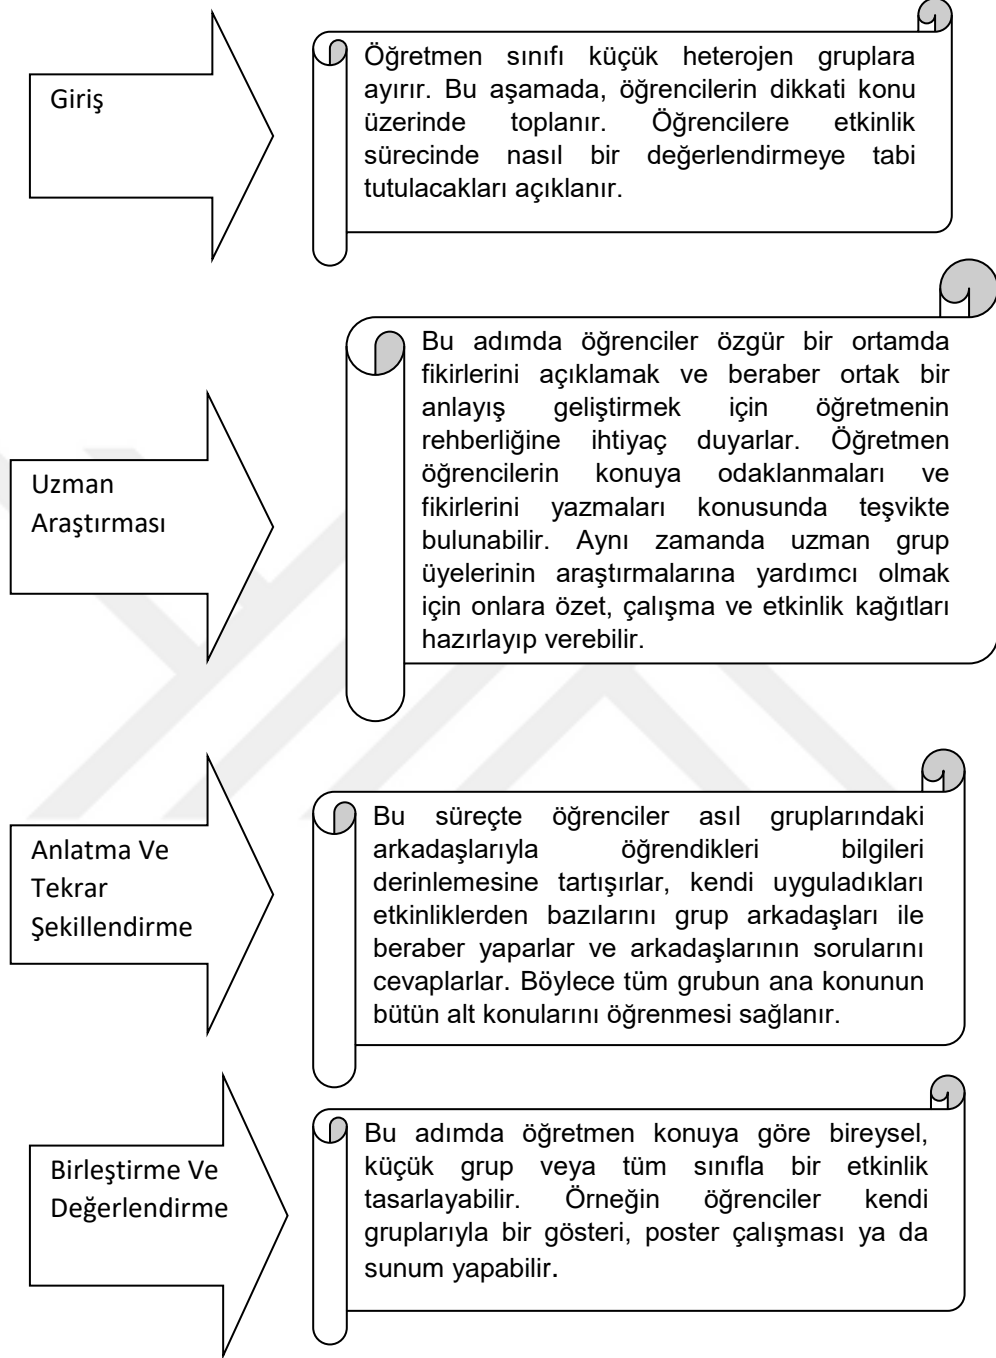 Giriş
Öğretmen sınıfı küçük heterojen gruplara
ayırır. Bu aşamada, öğrencilerin dikkati konu
üzerinde toplanır. Öğrencilere etkinlik
sürecinde nasıl bir değerlendirmeye tabi
tutulacakları açıklanır.
Uzman
Araştırması
Bu adımda öğrenciler özgür bir ortamda
fikirlerini açıklamak ve beraber ortak bir
anlayış geliştirmek için öğretmenin
rehberliğine ihtiyaç duyarlar. Öğretmen
öğrencilerin konuya odaklanmaları ve
fikirlerini yazmaları konusunda teşvikte
bulunabilir. Aynı zamanda uzman grup
üyelerinin araştırmalarına yardımcı olmak
için onlara özet, çalışma ve etkinlik kağıtları
hazırlayıp verebilir.
Anlatma Ve
Tekrar
Şekillendirme
Bu süreçte öğrenciler asıl gruplarındaki
arkadaşlarıyla öğrendikleri bilgileri
derinlemesine tartışırlar, kendi uyguladıkları
etkinliklerden bazılarını grup arkadaşları ile
beraber yaparlar ve arkadaşlarının sorularını
cevaplarlar. Böylece tüm grubun ana konunun
bütün alt konularını öğrenmesi sağlanır.
Birleştirme Ve
Değerlendirme
Bu adımda öğretmen konuya göre bireysel,
küçük grup veya tüm sınıfla bir etkinlik
tasarlayabilir. Örneğin öğrenciler kendi
gruplarıyla bir gösteri, poster çalışması ya da
sunum yapabilir.